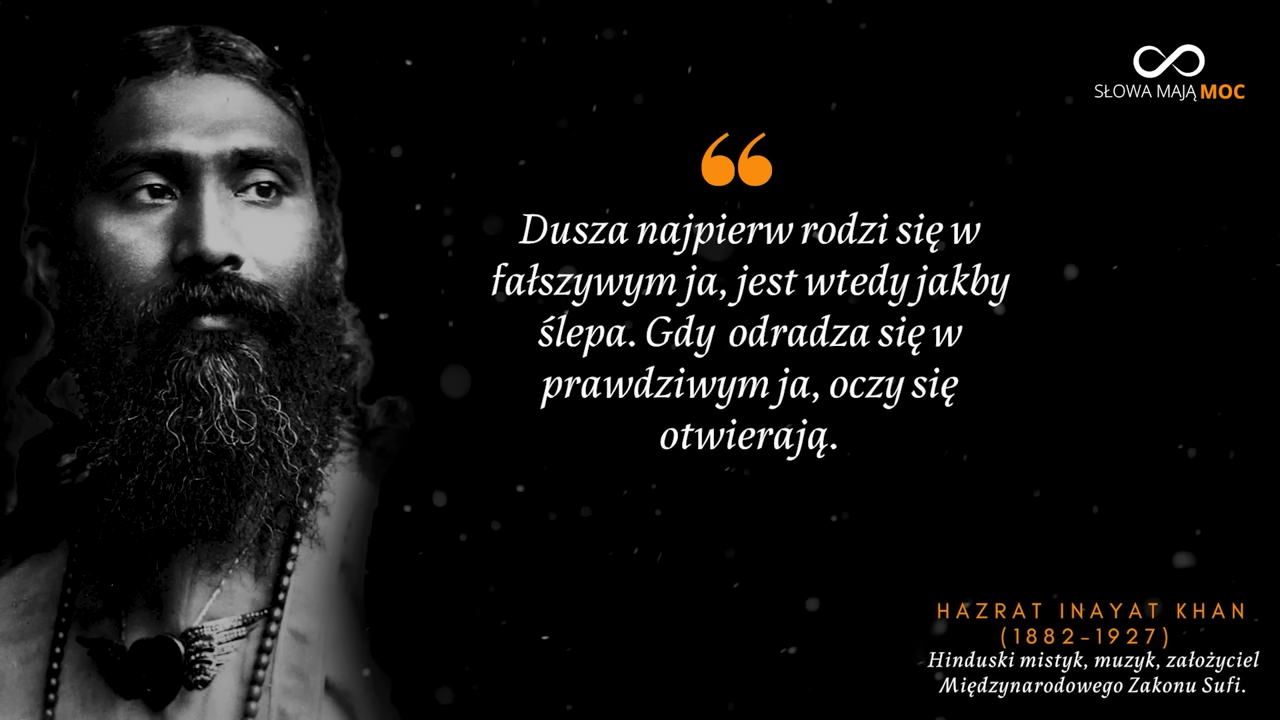 SŁOWA MAJĄ MOC
“
Dusza najpierw rodzi się w
fałszywym ja, jest wtedy jakby
ślepa. Gdy odradza się w
prawdziwym ja, oczy się
otwierają.
HAZRAT INAYAT KHAN
(1882-1927)
Hinduski mistyk, muzyk, założyciel
Międzynarodowego Zakonu Sufi.